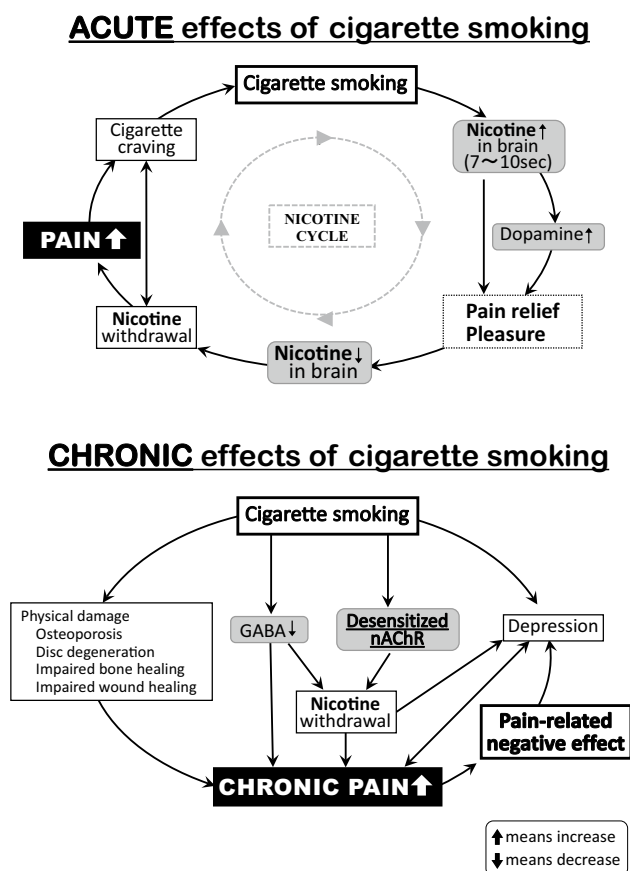 ACUTE effects of cigarette smoking
Cigarette smoking
Cigarette
craving
Nicotine↑
in brain
(7～10sec)
NICOTINE
CYCLE
PAIN⬆
Dopamine↑
Nicotine
withdrawal
Pain relief
Pleasure
Nicotine↓
in brain
CHRONIC effects of cigarette smoking
Cigarette smoking
Physical damage
Osteoporosis
Disc degeneration
Impaired bone healing
Impaired wound healing
GABA↓
Desensitized
nAChR
Depression
Nicotine
withdrawal
Pain-related
negative effect
CHRONIC PAIN⬆
⬆ means increase
⬇ means decrease